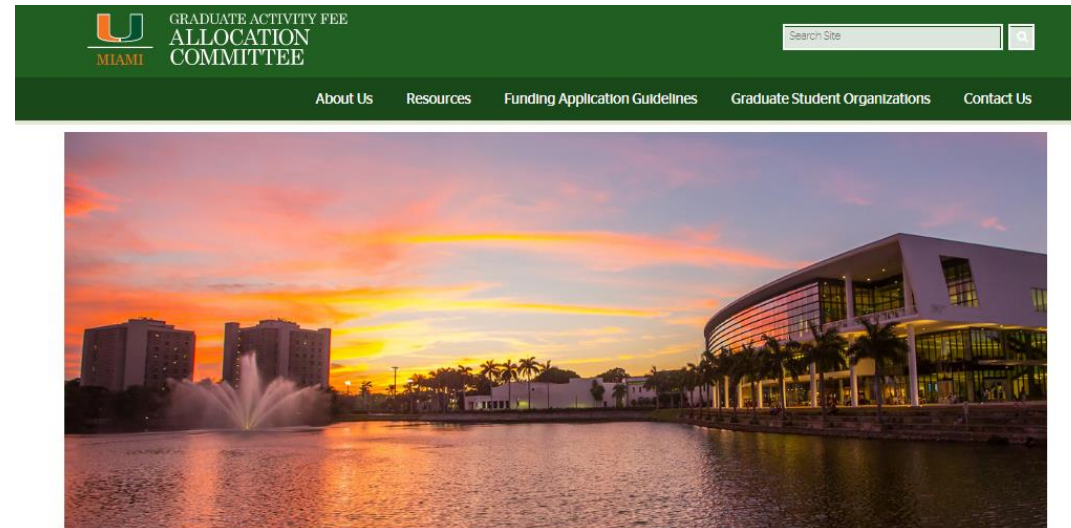 MIAMI
GRADUATE ACTIVITY FEE
ALLOCATION
COMMITTEE
Search Site
About Us Resources Funding Application Guidelines Graduate Student Organizations Contact Us